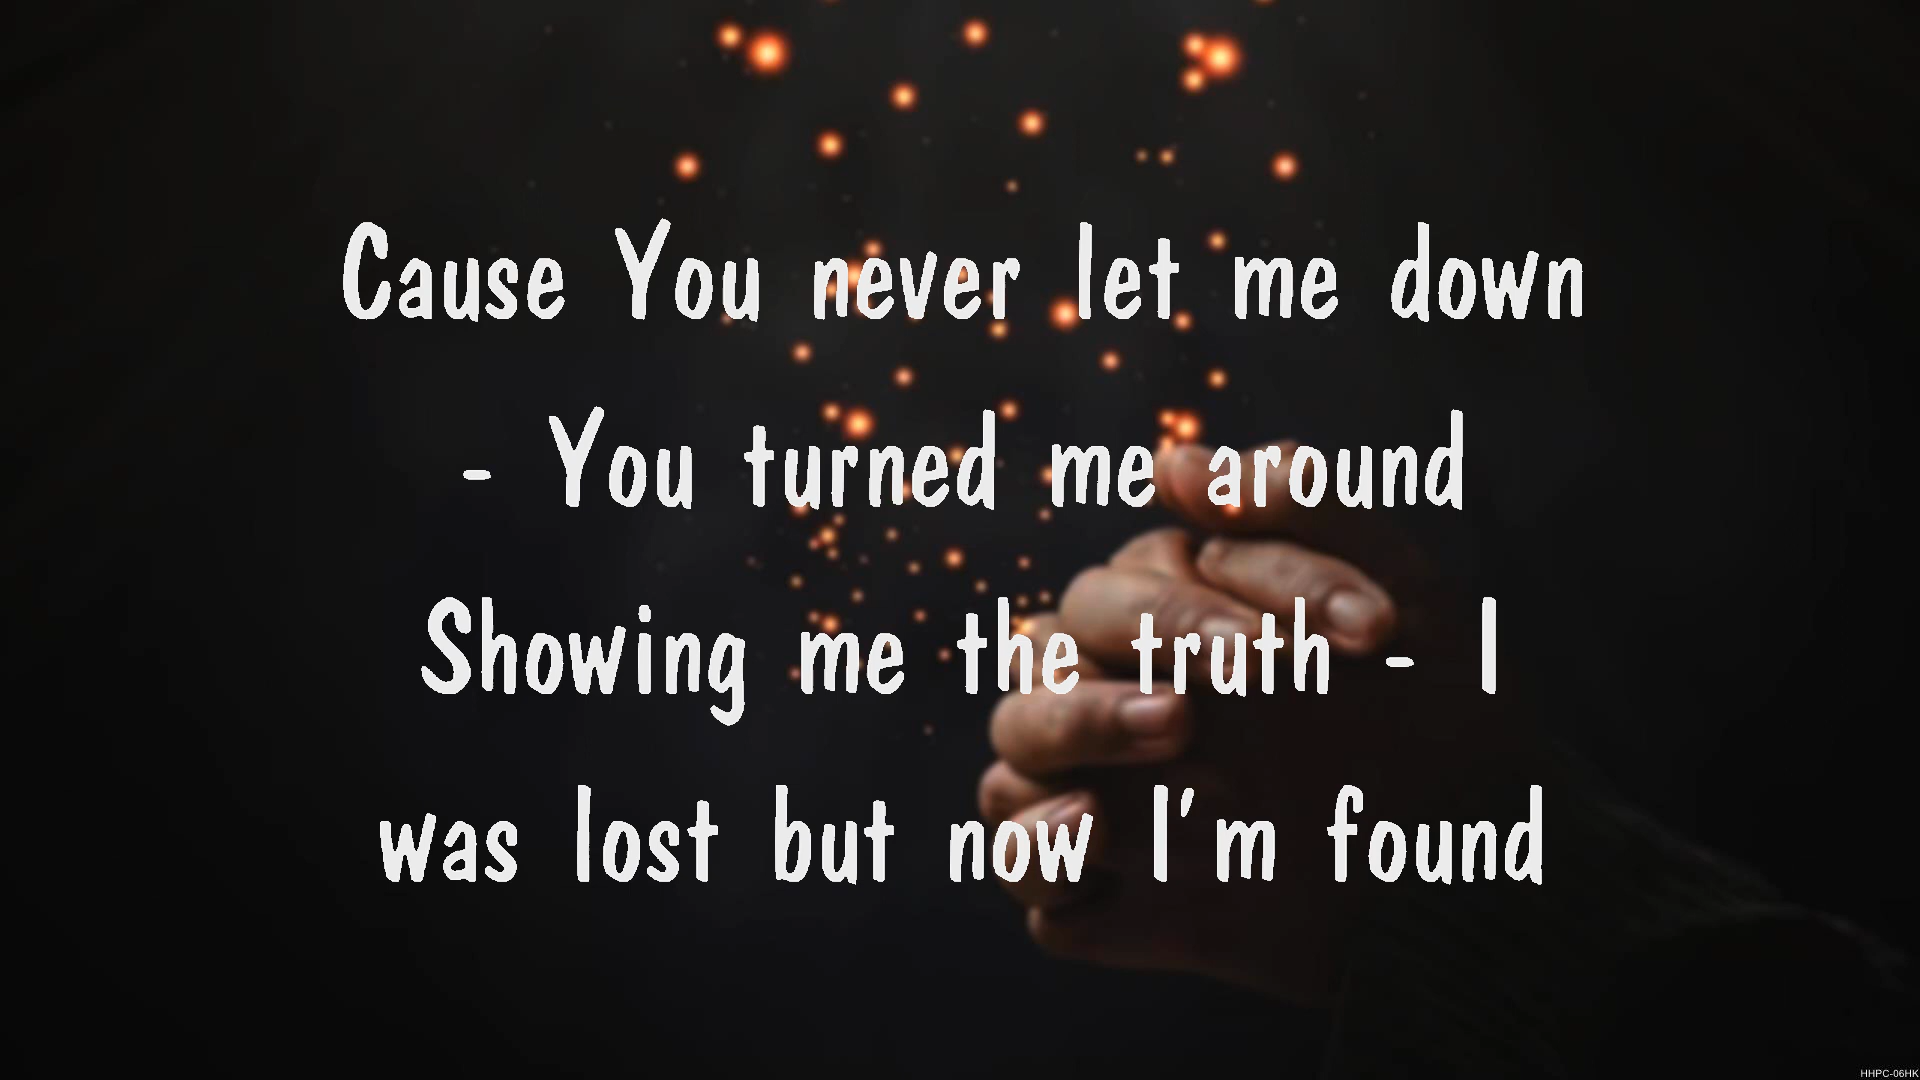 Cause You never let me down
- You turned me around
Showing me the truth - I
was lost but now I'm found
HHPC-06HK